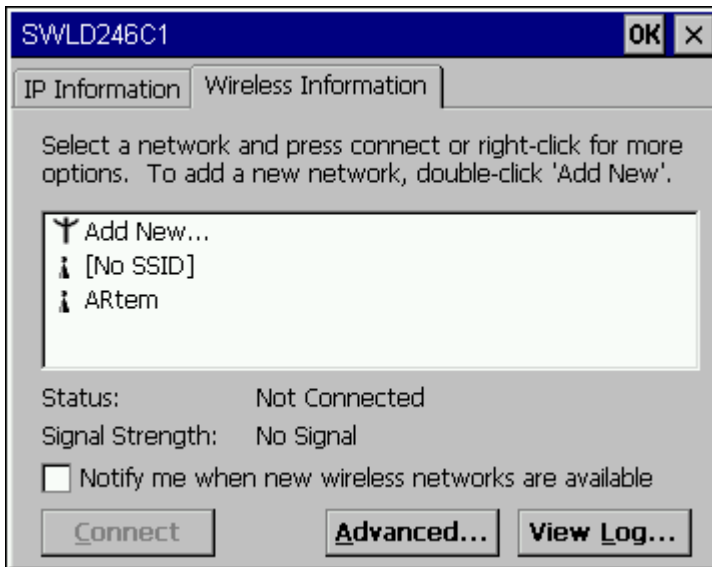 SWLD246C1 OK ×
IP Information Wireless Information
Select a network and press connect or right-click for more
options. To add a new network, double-click 'Add New'.
Add New...
[No SSID]
ARtem
Status: Not Connected
Signal Strength: No Signal
Notify me when new wireless networks are available
Connect Advanced... View Log...